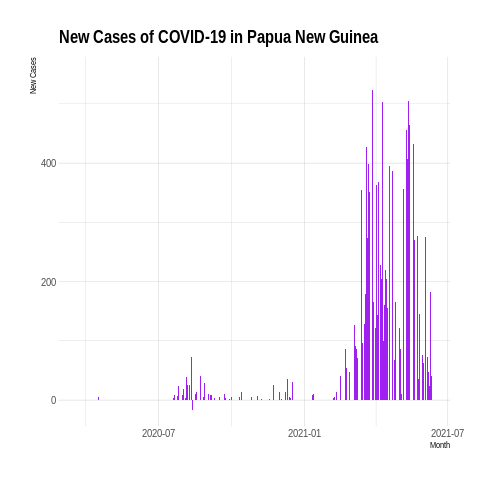 New Cases of COVID-19 in Papua New Guinea
New Cases
400
200
0
2020-07
2021-01
2021-07
Month